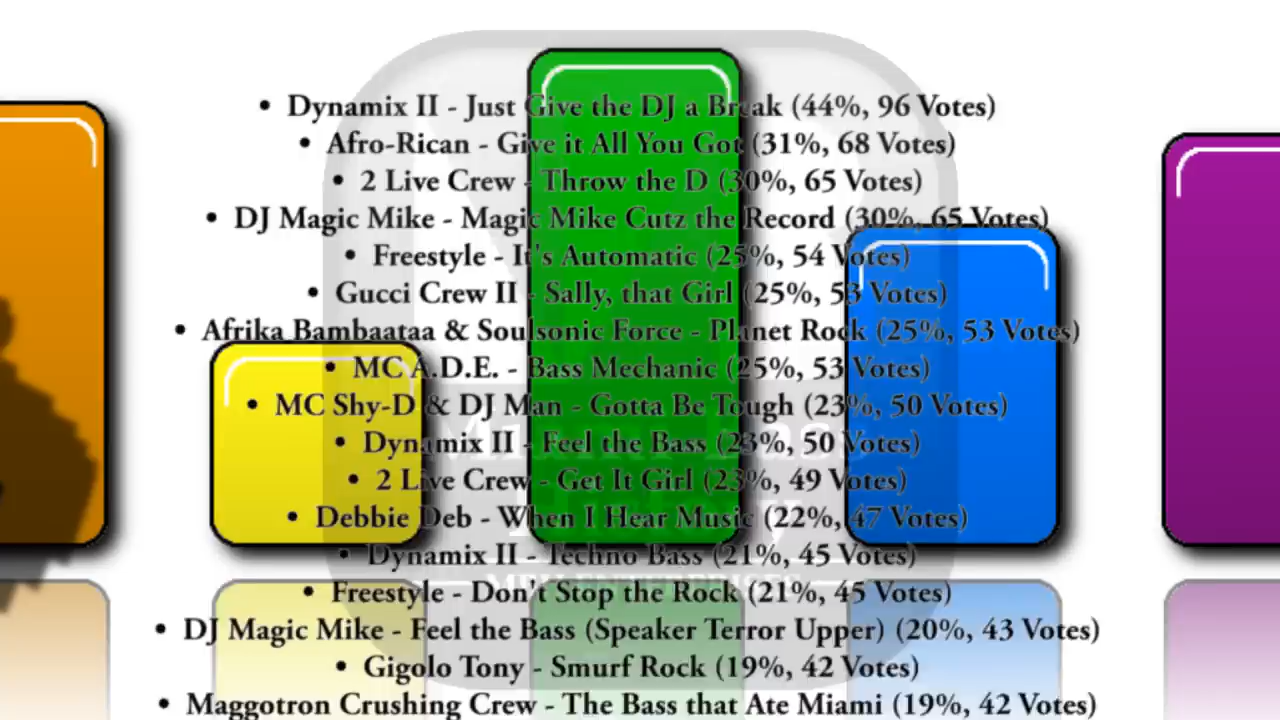 • Dynamix II - Just Give the DJ a Break (44%, 96 Votes)
• Afro-Rican - Give it All You Got (31%, 68 Votes)
• 2 Live Crew - Throw the D (30%, 65 Votes)
• DJ Magic Mike - Magic Mike Cutz the Record (30%, 65 Votes)
• Freestyle - It's Automatic (25%, 54 Votes)
• Gucci Crew II - Sally, that Girl (25%, 53 Votes)
• Afrika Bambaataa & Soulsonic Force - Planet Rock (25%, 53 Votes)
• MC A.D.E. - Bass Mechanic (25%, 53 Votes)
• MC Shy-D & DJ Man - Gotta Be Tough (23%, 50 Votes)
• Dynamix II - Feel the Bass (23%, 50 Votes)
• 2 Live Crew - Get It Girl (23%, 49 Votes)
• Debbie Deb - When I Hear Music (22%, 47 Votes)
• Dynamix II - Techno Bass (21%, 45 Votes)
• Freestyle - Don't Stop the Rock (21%, 45 Votes)
• DJ Magic Mike - Feel the Bass (Speaker Terror Upper) (20%, 43 Votes)
• Gigolo Tony - Smurf Rock (19%, 42 Votes)
• Maggotron Crushing Crew - The Bass that Ate Miami (19%, 42 Votes)